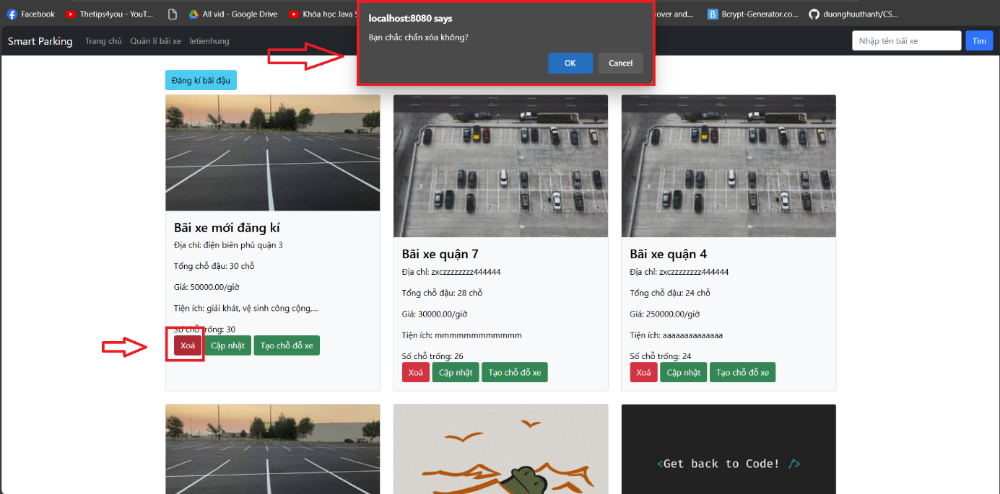 Facebook
Thetips4you - YouT...
All vid - Google Drive
Khóa học Java S
over and...
Bcrypt-Generator.co...
duonghuuthanh/CS...
localhost:8080 says
Bạn chắc chắn xóa không?
OK
Cancel
Smart Parking
Trang chủ
Quản lí bãi xe
letienhung
Nhập tên bãi xe
Tìm
Đăng kí bãi đậu
Bãi xe mới đăng kí
Địa chỉ: điện biên phủ quận 3
Tổng chỗ đậu: 30 chỗ
Giá: 50000.00/giờ
Tiện ích: giải khát, vệ sinh công cộng,...
Số chỗ trống: 30
Xoá
Cập nhật
Tạo chỗ đỗ xe
Bãi xe quận 7
Địa chỉ: zxczzzzzzzz444444
Tổng chỗ đậu: 28 chỗ
Giá: 30000.00/giờ
Tiện ích: mmmmmmmmmmmm
Số chỗ trống: 26
Xoá
Cập nhật
Tạo chỗ đỗ xe
Bãi xe quận 4
Địa chỉ: zxczzzzzzzz444444
Tổng chỗ đậu: 24 chỗ
Giá: 250000.00/giờ
Tiện ích: aaaaaaaaaaaaaa
Số chỗ trống: 24
Xoá
Cập nhật
Tạo chỗ đỗ xe
<Get back to Code! />